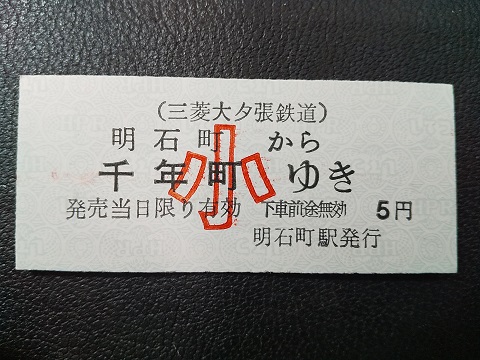 (三菱大夕張鉄道)
明石町 から
千年町 ゆき
小
発売当日限り有効 下車前途無効 5円
明石町駅発行